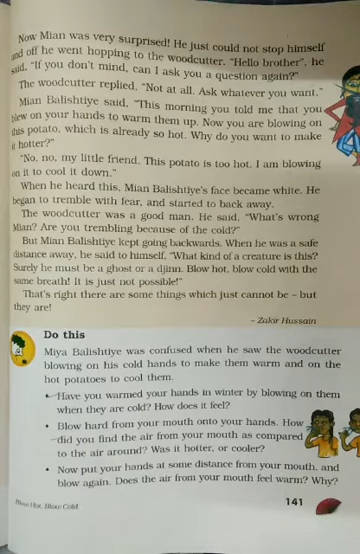 Now Mian was very surprised! He just could not stop himself
and off he went hopping to the woodcutter. "Hello brother", he
said, "If you don't mind, can I ask you a question again?"
The woodcutter replied, "Not at all. Ask whatever you want."
Mian Balishtiye said, "This morning you told me that you
blew on your hands to warm them up. Now you are blowing on
this potato, which is already so hot. Why do you want to make
it hotter?"
"No, no, my little friend. This potato is too hot. I am blowing
on it to cool it down."
When he heard this, Mian Balishtiye's face became white. He
began to tremble with fear, and started to back away.
The woodcutter was a good man. He said, "What's wrong
Mian? Are you trembling because of the cold?"
But Mian Balishtiye kept going backwards. When he was a safe
distance away, he said to himself, "What kind of a creature is this?
Surely he must be a ghost or a djinn. Blow hot, blow cold with the
same breath! It is just not possible!"
That's right there are some things which just cannot be – but
they are!
– Zakir Hussain
Do this
Miya Balishtiye was confused when he saw the woodcutter
blowing on his cold hands to make them warm and on the
hot potatoes to cool them.
• Have you warmed your hands in winter by blowing on them
when they are cold? How does it feel?
• Blow hard from your mouth onto your hands. How
did you find the air from your mouth as compared
to the air around? Was it hotter, or cooler?
• Now put your hands at some distance from your mouth, and
blow again. Does the air from your mouth feel warm? Why?
Blow Hot, Blow Cold
141